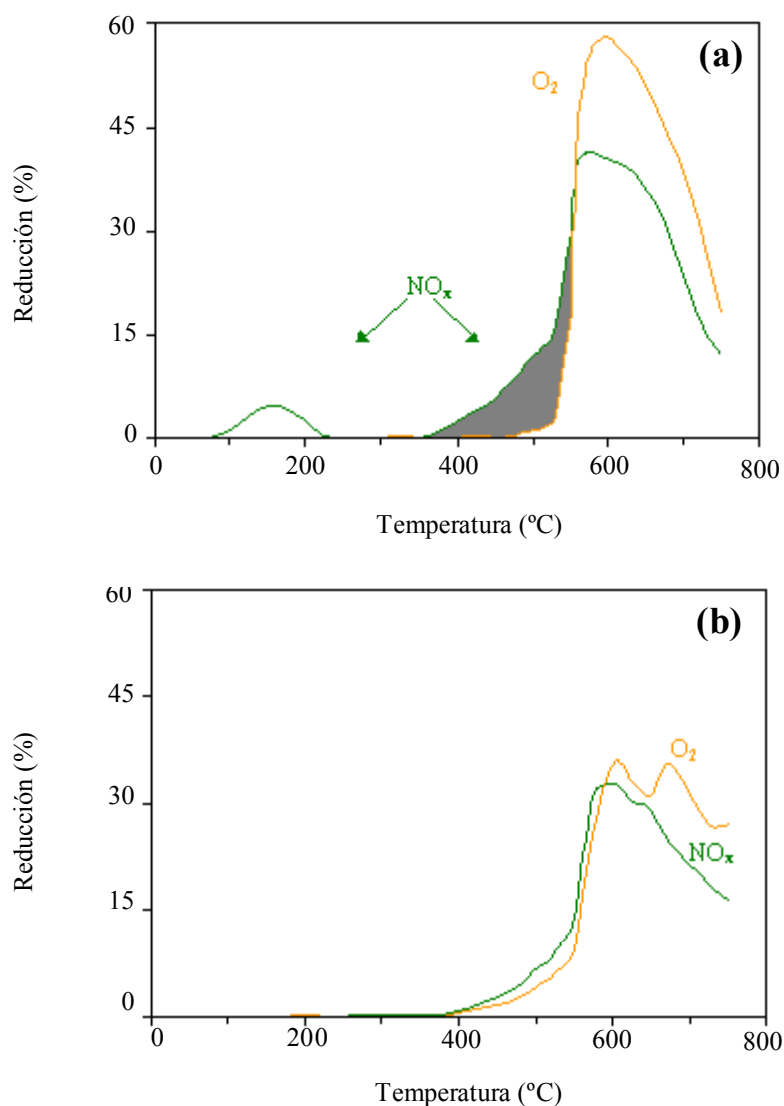 60
(a)
O₂
45
Reducción (%)
30
NOₓ
15
0
0 200 400 600 800
Temperatura (ºC)
60
(b)
45
O₂
Reducción (%)
30
NOₓ
15
0
0 200 400 600 800
Temperatura (ºC)